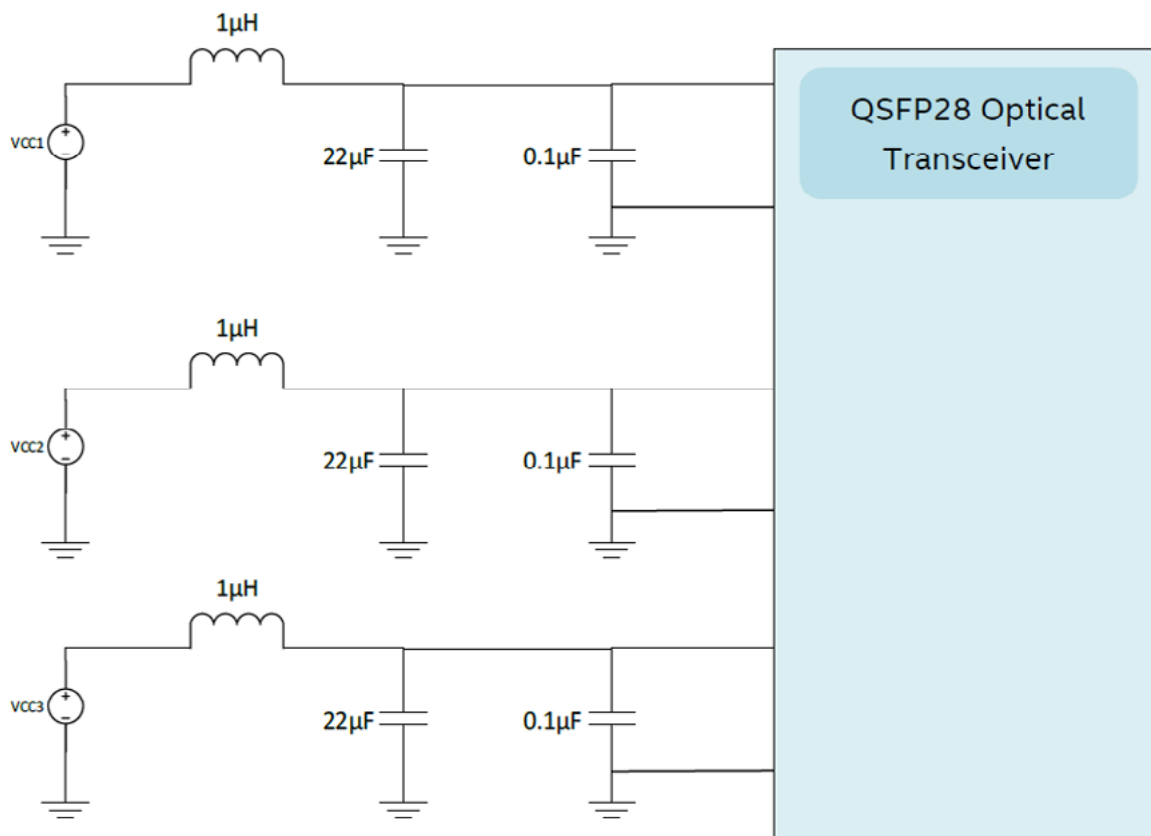 1µH
QSFP28 Optical
Transceiver
VCC1
22µF
0.1µF
1µH
VCC2
22µF
0.1µF
1µH
VCC3
22µF
0.1µF